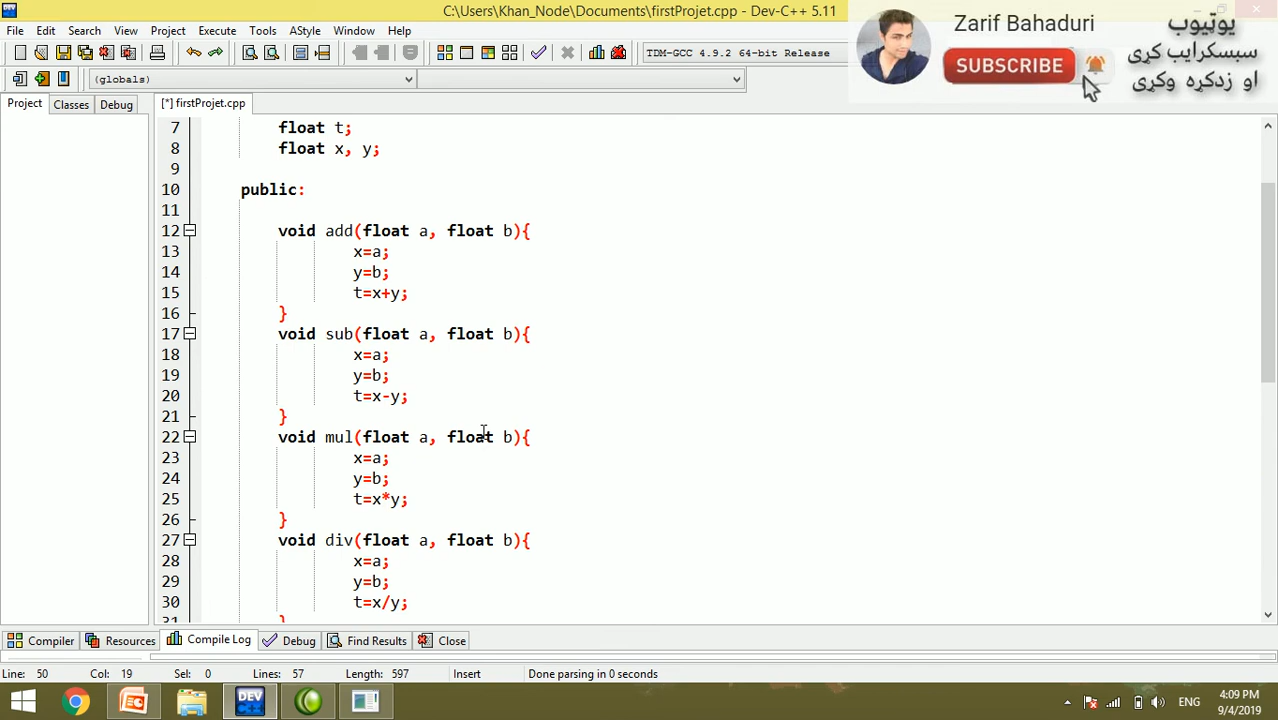 C:\Users\Khan_Node\Documents\firstProjet.cpp - Dev-C++ 5.11
File Edit Search View Project Execute Tools AStyle Window Help
TDM-GCC 4.9.2 64-bit Release
(globals)
Zarif Bahaduri
SUBSCRIBE
یوټیوب
سبسکرایب کړی
او زدکړه وکړی
Project Classes Debug
[*] firstProjet.cpp
7 float t;
8 float x, y;
9
10 public:
11
12 void add(float a, float b){
13 x=a;
14 y=b;
15 t=x+y;
16 }
17 void sub(float a, float b){
18 x=a;
19 y=b;
20 t=x-y;
21 }
22 void mul(float a, float b){
23 x=a;
24 y=b;
25 t=x*y;
26 }
27 void div(float a, float b){
28 x=a;
29 y=b;
30 t=x/y;
31 }
Compiler Resources Compile Log Debug Find Results Close
Line: 50 Col: 19 Sel: 0 Lines: 57 Length: 597 Insert Done parsing in 0 seconds
DEV C++
ENG
4:09 PM
9/4/2019